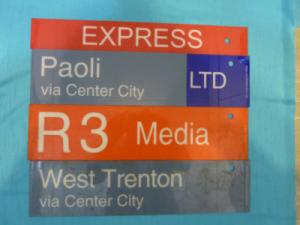 EXPRESS
Paoli
via Center City
LTD
R3 Media
West Trenton
via Center City